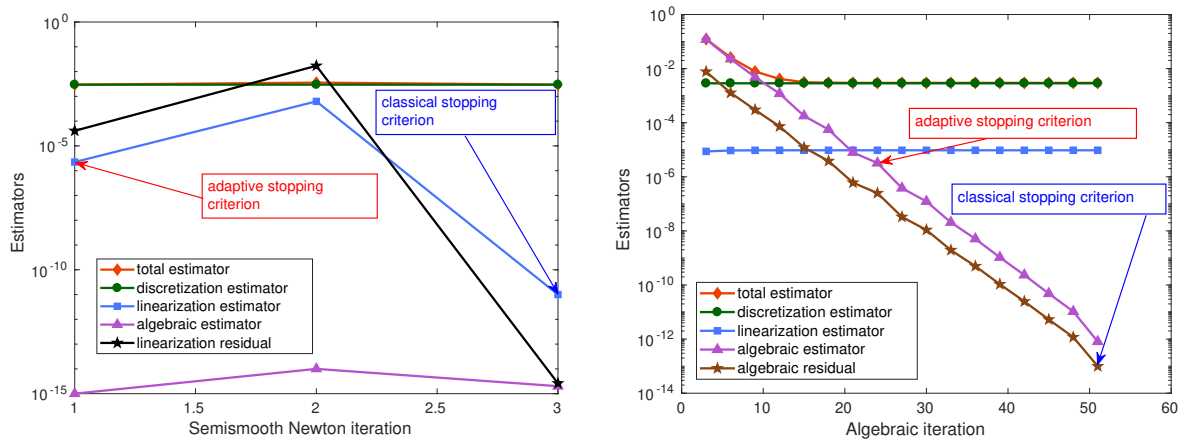 Estimators
10^0
10^-5
10^-10
10^-15
1
1.5
2
2.5
3
Semismooth Newton iteration
classical stopping
criterion
adaptive stopping
criterion
total estimator
discretization estimator
linearization estimator
algebraic estimator
linearization residual
Estimators
10^0
10^-2
10^-4
10^-6
10^-8
10^-10
10^-12
10^-14
0
10
20
30
40
50
60
Algebraic iteration
adaptive stopping criterion
classical stopping criterion
total estimator
discretization estimator
linearization estimator
algebraic estimator
algebraic residual